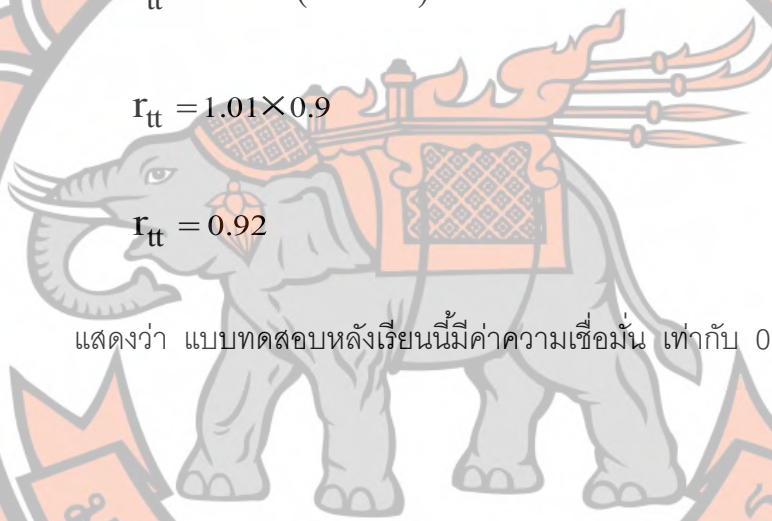 tt ( )
r_tt = 1.01×0.9
r_tt = 0.92
แสดงว่า แบบทดสอบหลังเรียนนี้มีค่าความเชื่อมั่น เท่ากับ 0